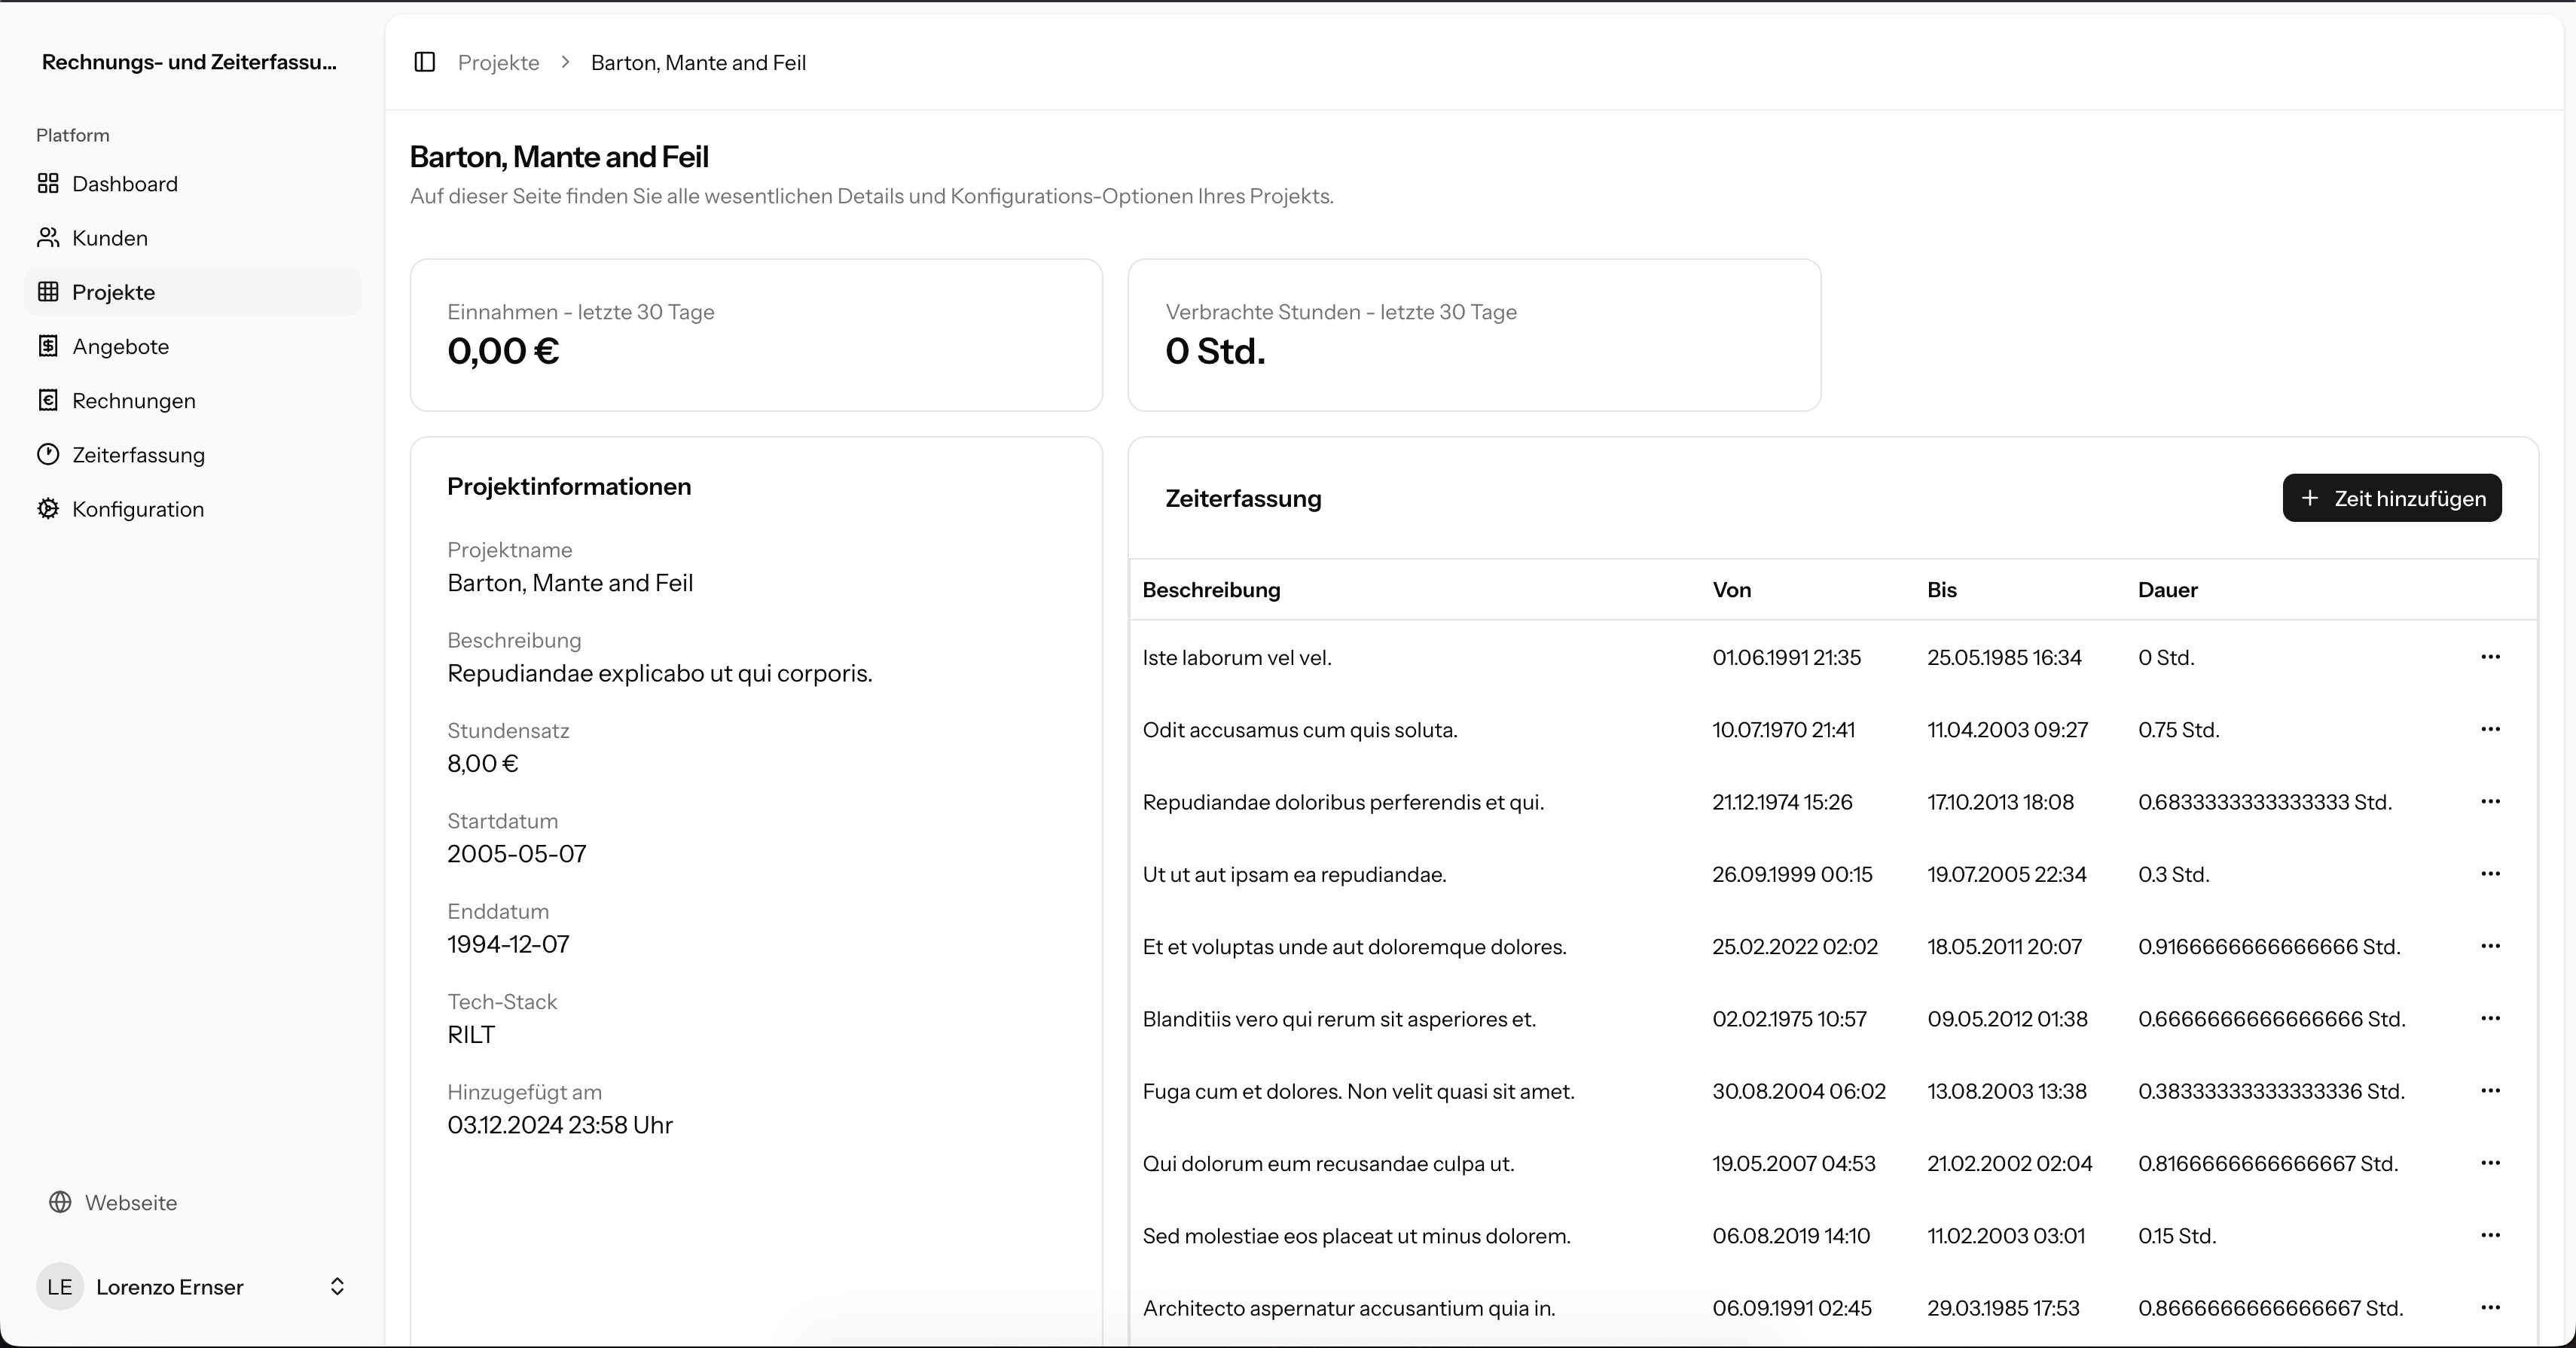 Rechnungs- und Zeiterfassu...
Platform
Dashboard
Kunden
Projekte
Angebote
Rechnungen
Zeiterfassung
Konfiguration
Webseite
LE Lorenzo Ernser
Projekte > Barton, Mante and Feil
Barton, Mante and Feil
Auf dieser Seite finden Sie alle wesentlichen Details und Konfigurations-Optionen Ihres Projekts.
Einnahmen - letzte 30 Tage
0,00 €
Verbrachte Stunden - letzte 30 Tage
0 Std.
Projektinformationen
Projektname
Barton, Mante and Feil
Beschreibung
Repudiandae explicabo ut qui corporis.
Stundensatz
8,00 €
Startdatum
2005-05-07
Enddatum
1994-12-07
Tech-Stack
RILT
Hinzugefügt am
03.12.2024 23:58 Uhr
Zeiterfassung
+ Zeit hinzufügen
Beschreibung Von Bis Dauer
Iste laborum vel vel. 01.06.1991 21:35 25.05.1985 16:34 0 Std. ...
Odit accusamus cum quis soluta. 10.07.1970 21:41 11.04.2003 09:27 0.75 Std. ...
Repudiandae doloribus perferendis et qui. 21.12.1974 15:26 17.10.2013 18:08 0.6833333333333333 Std. ...
Ut ut aut ipsam ea repudiandae. 26.09.1999 00:15 19.07.2005 22:34 0.3 Std. ...
Et et voluptas unde aut doloremque dolores. 25.02.2022 02:02 18.05.2011 20:07 0.9166666666666666 Std. ...
Blanditiis vero qui rerum sit asperiores et. 02.02.1975 10:57 09.05.2012 01:38 0.6666666666666666 Std. ...
Fuga cum et dolores. Non velit quasi sit amet. 30.08.2004 06:02 13.08.2003 13:38 0.38333333333333336 Std. ...
Qui dolorum eum recusandae culpa ut. 19.05.2007 04:53 21.02.2002 02:04 0.8166666666666667 Std. ...
Sed molestiae eos placeat ut minus dolorem. 06.08.2019 14:10 11.02.2003 03:01 0.15 Std. ...
Architecto aspernatur accusantium quia in. 06.09.1991 02:45 29.03.1985 17:53 0.8666666666666667 Std. ...